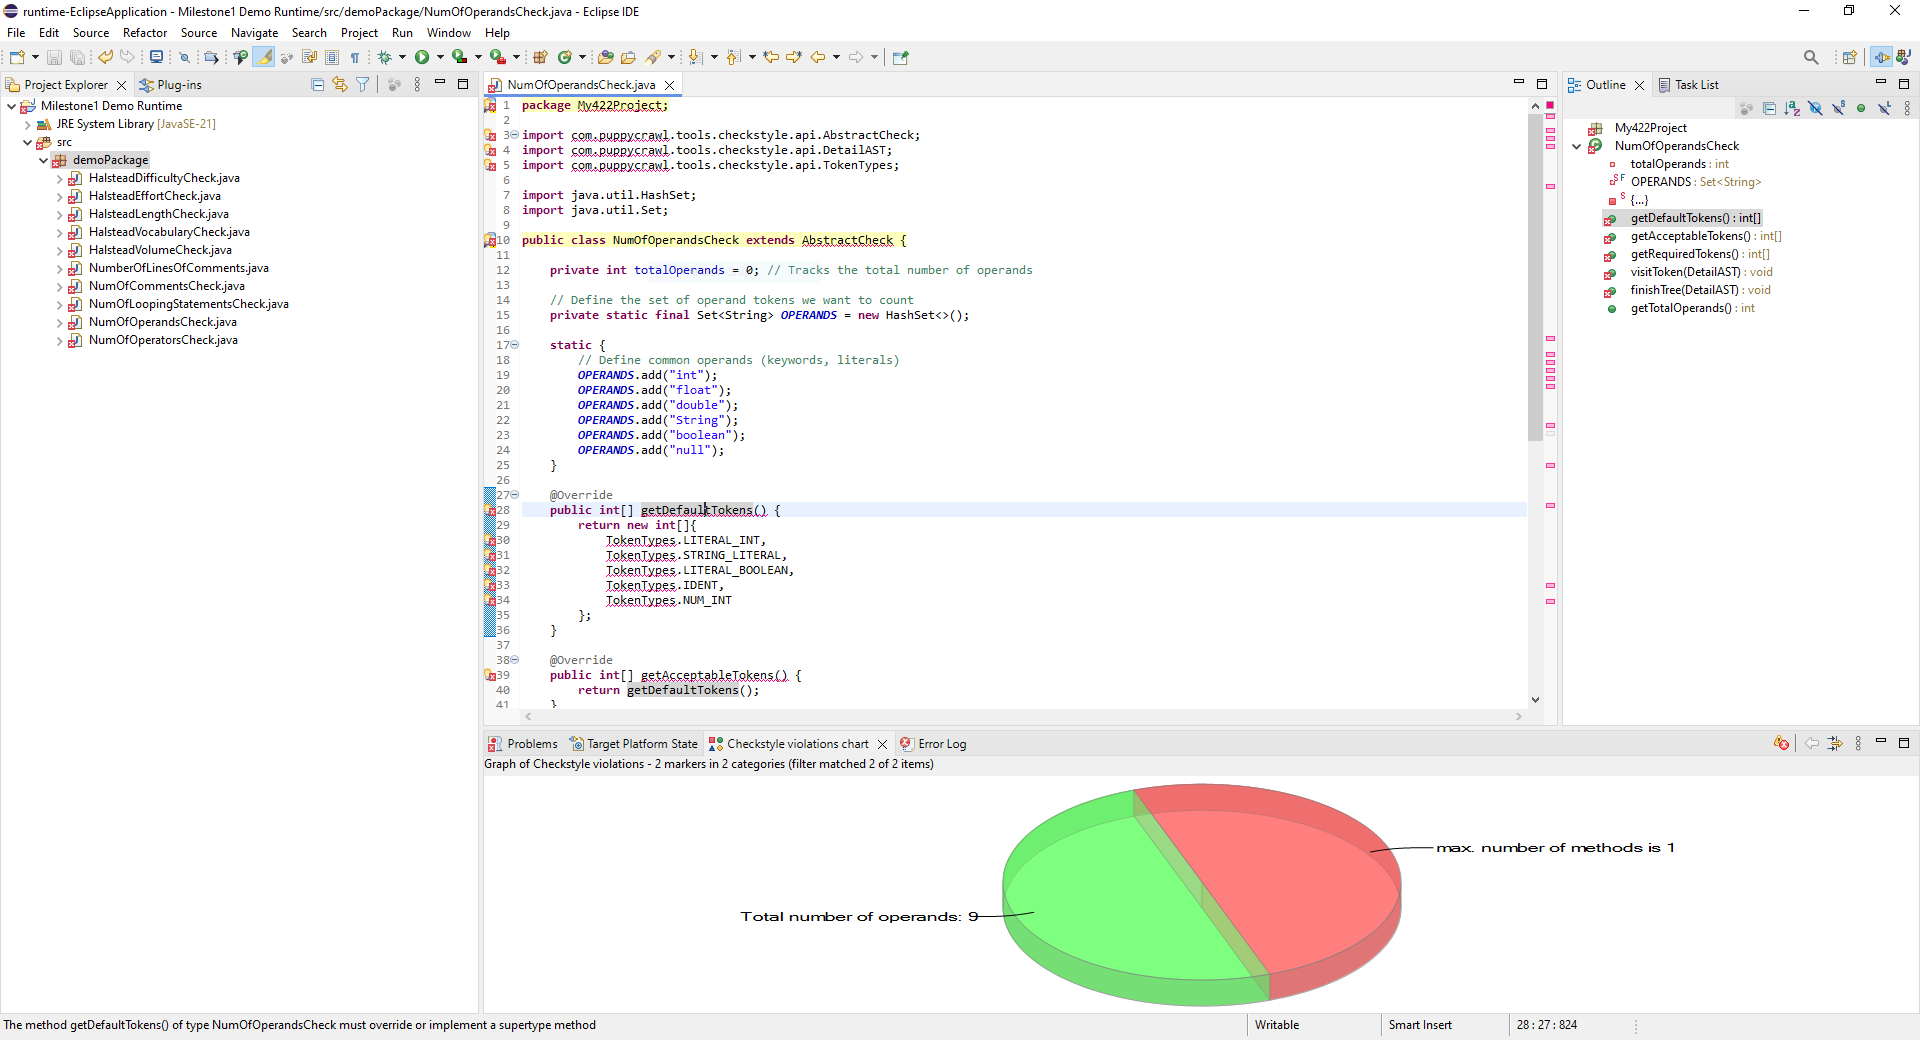 runtime-EclipseApplication - Milestone1 Demo Runtime/src/demoPackage/NumOfOperandsCheck.java - Eclipse IDE
File Edit Source Refactor Source Navigate Search Project Run Window Help
Project Explorer Plug-ins
Milestone1 Demo Runtime
JRE System Library [JavaSE-21]
src
demoPackage
HalsteadDifficultyCheck.java
HalsteadEffortCheck.java
HalsteadLengthCheck.java
HalsteadVocabularyCheck.java
HalsteadVolumeCheck.java
NumberOfLinesOfComments.java
NumOfCommentsCheck.java
NumOfLoopingStatementsCheck.java
NumOfOperandsCheck.java
NumOfOperatorsCheck.java
NumOfOperandsCheck.java
1 package My422Project;
2
3 import com.puppycrawl.tools.checkstyle.api.AbstractCheck;
4 import com.puppycrawl.tools.checkstyle.api.DetailAST;
5 import com.puppycrawl.tools.checkstyle.api.TokenTypes;
6
7 import java.util.HashSet;
8 import java.util.Set;
9
10 public class NumOfOperandsCheck extends AbstractCheck {
11
12 private int totalOperands = 0; // Tracks the total number of operands
13
14 // Define the set of operand tokens we want to count
15 private static final Set<String> OPERANDS = new HashSet<>();
16
17 static {
18 // Define common operands (keywords, literals)
19 OPERANDS.add("int");
20 OPERANDS.add("float");
21 OPERANDS.add("double");
22 OPERANDS.add("String");
23 OPERANDS.add("boolean");
24 OPERANDS.add("null");
25 }
26
27 @Override
28 public int[] getDefaultTokens() {
29 return new int[]{
30 TokenTypes.LITERAL_INT,
31 TokenTypes.STRING_LITERAL,
32 TokenTypes.LITERAL_BOOLEAN,
33 TokenTypes.IDENT,
34 TokenTypes.NUM_INT
35 };
36 }
37
38 @Override
39 public int[] getAcceptableTokens() {
40 return getDefaultTokens();
41 }
Outline Task List
My422Project
NumOfOperandsCheck
totalOperands : int
OPERANDS : Set<String>
{...}
getDefaultTokens() : int[]
getAcceptableTokens() : int[]
getRequiredTokens() : int[]
visitToken(DetailAST) : void
finishTree(DetailAST) : void
getTotalOperands() : int
Problems Target Platform State Checkstyle violations chart Error Log
Graph of Checkstyle violations - 2 markers in 2 categories (filter matched 2 of 2 items)
max. number of methods is 1
Total number of operands: 9
The method getDefaultTokens() of type NumOfOperandsCheck must override or implement a supertype method
Writable Smart Insert 28 : 27 : 824